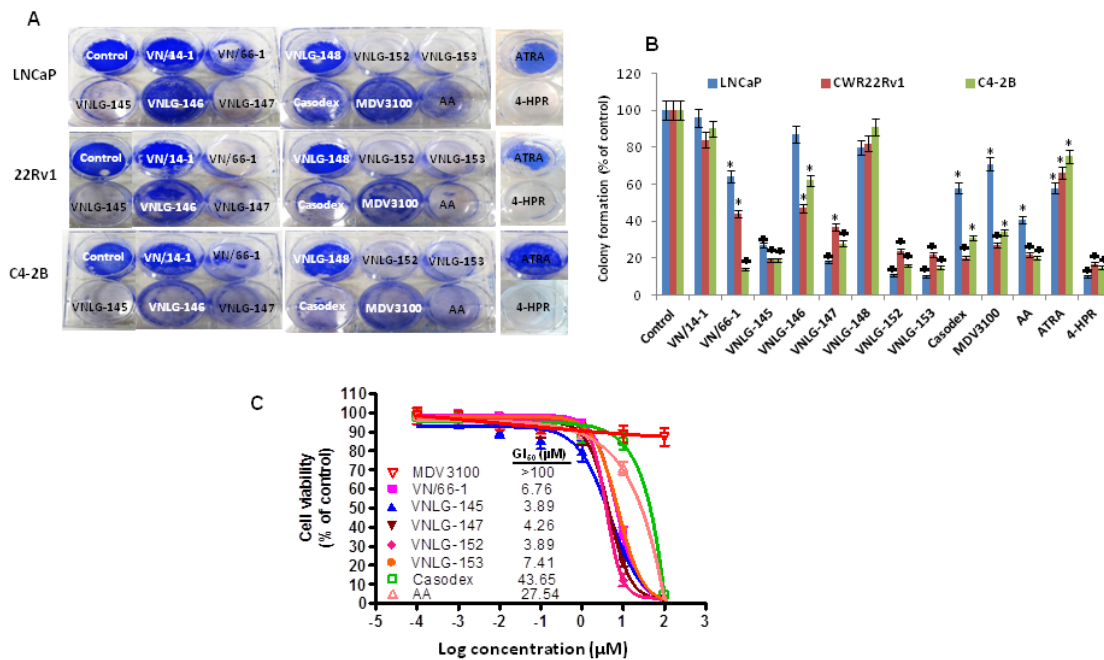 A
LNCaP
Control VN/14-1 VN/66-1 VNLG-148 VNLG-152 VNLG-153 ATRA
VNLG-145 VNLG-146 VNLG-147 Casodex MDV3100 AA 4-HPR
22Rv1
Control VN/14-1 VN/66-1 VNLG-148 VNLG-152 VNLG-153 ATRA
VNLG-145 VNLG-146 VNLG-147 Casodex MDV3100 AA 4-HPR
C4-2B
Control VN/14-1 VN/66-1 VNLG-148 VNLG-152 VNLG-153 ATRA
VNLG-145 VNLG-146 VNLG-147 Casodex MDV3100 AA 4-HPR
B
LNCaP CWR22Rv1 C4-2B
Colony formation (% of control)
120
100
80
60
40
20
0
Control
VN/14-1
VN/66-1
VNLG-145
VNLG-146
VNLG-147
VNLG-148
VNLG-152
VNLG-153
Casodex
MDV3100
AA
ATRA
4-HPR
C
Cell viability
(% of control)
110
100
90
80
70
60
50
40
30
20
10
0
GI₅₀ (µM)
MDV3100 >100
VN/66-1 6.76
VNLG-145 3.89
VNLG-147 4.26
VNLG-152 3.89
VNLG-153 7.41
Casodex 43.65
AA 27.54
-5 -4 -3 -2 -1 0 1 2 3
Log concentration (µM)